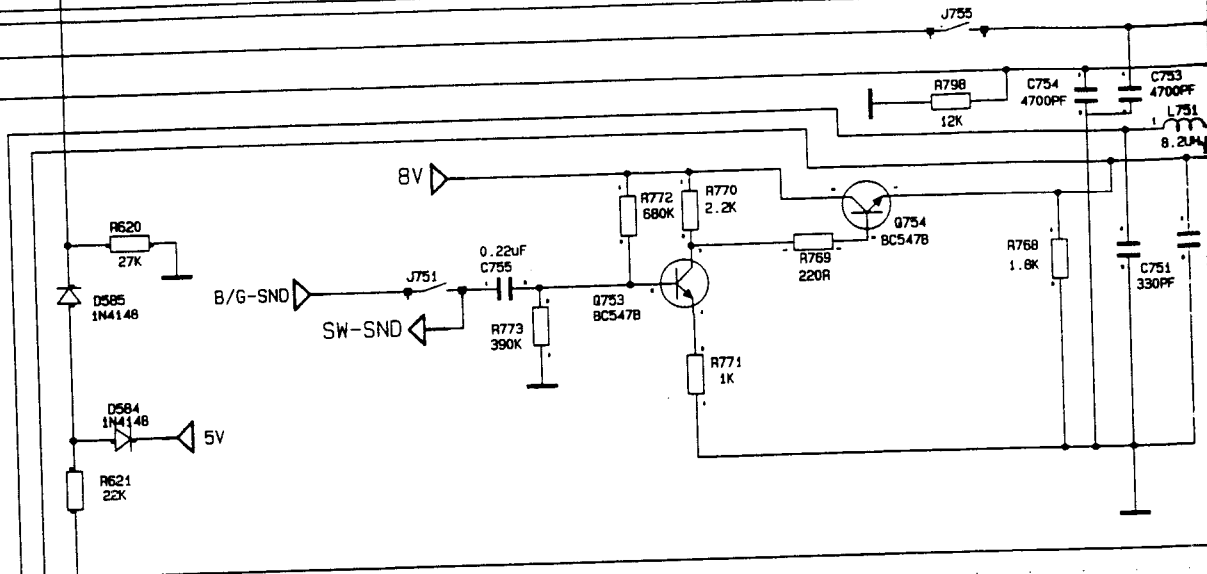 J755
R798
12K
C754
4700PF
C753
4700PF
L751
8.2UH
8V
R772
680K
R770
2.2K
Q754
BC547B
R620
27K
R769
220R
R768
1.8K
0.22uF
C755
J751
B/G-SND
SW-SND
D585
1N4148
R773
390K
Q753
BC547B
C751
330PF
R771
1K
D584
1N4148
5V
R621
22K